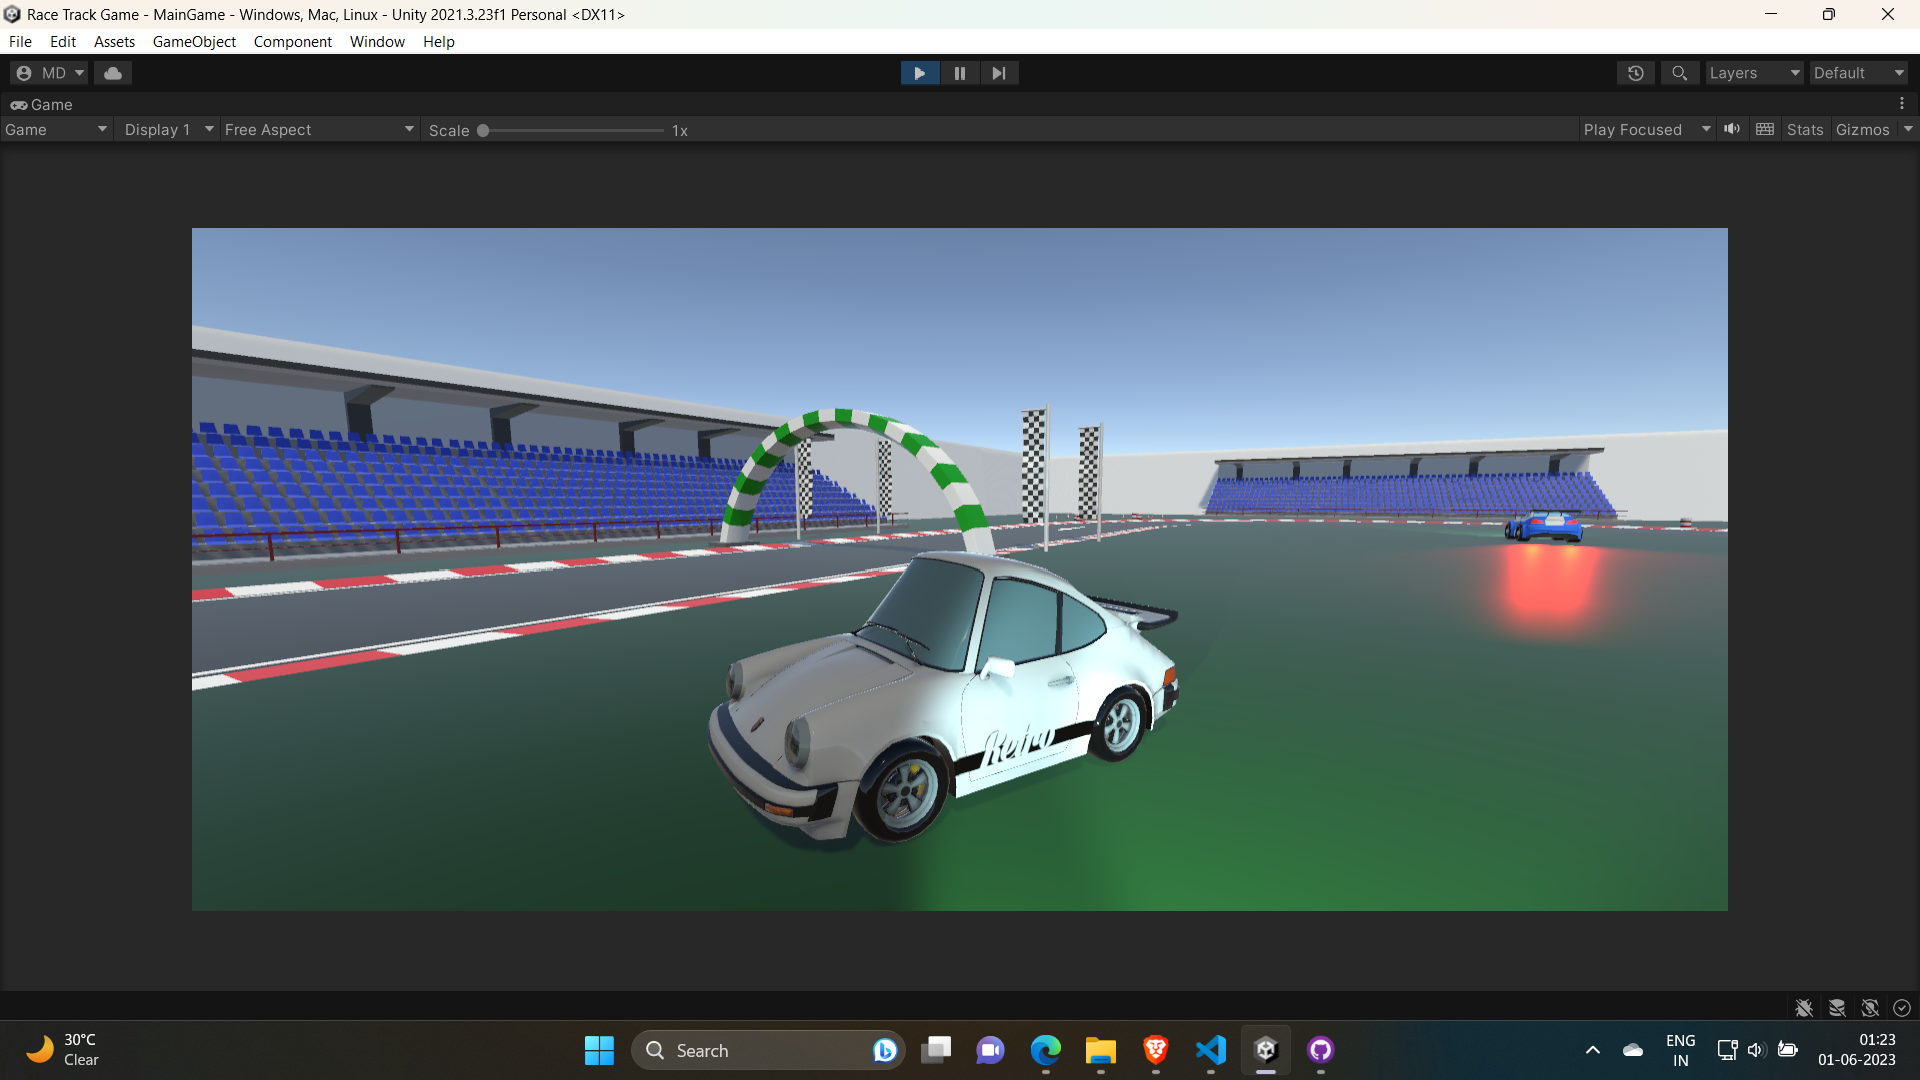 Race Track Game - MainGame - Windows, Mac, Linux - Unity 2021.3.23f1 Personal <DX11>
File Edit Assets GameObject Component Window Help
MD Layers Default
Game
Game Display 1 Free Aspect Scale 1x Play Focused Stats Gizmos
Retro
30°C
Clear
Search
ENG
IN
01:23
01-06-2023